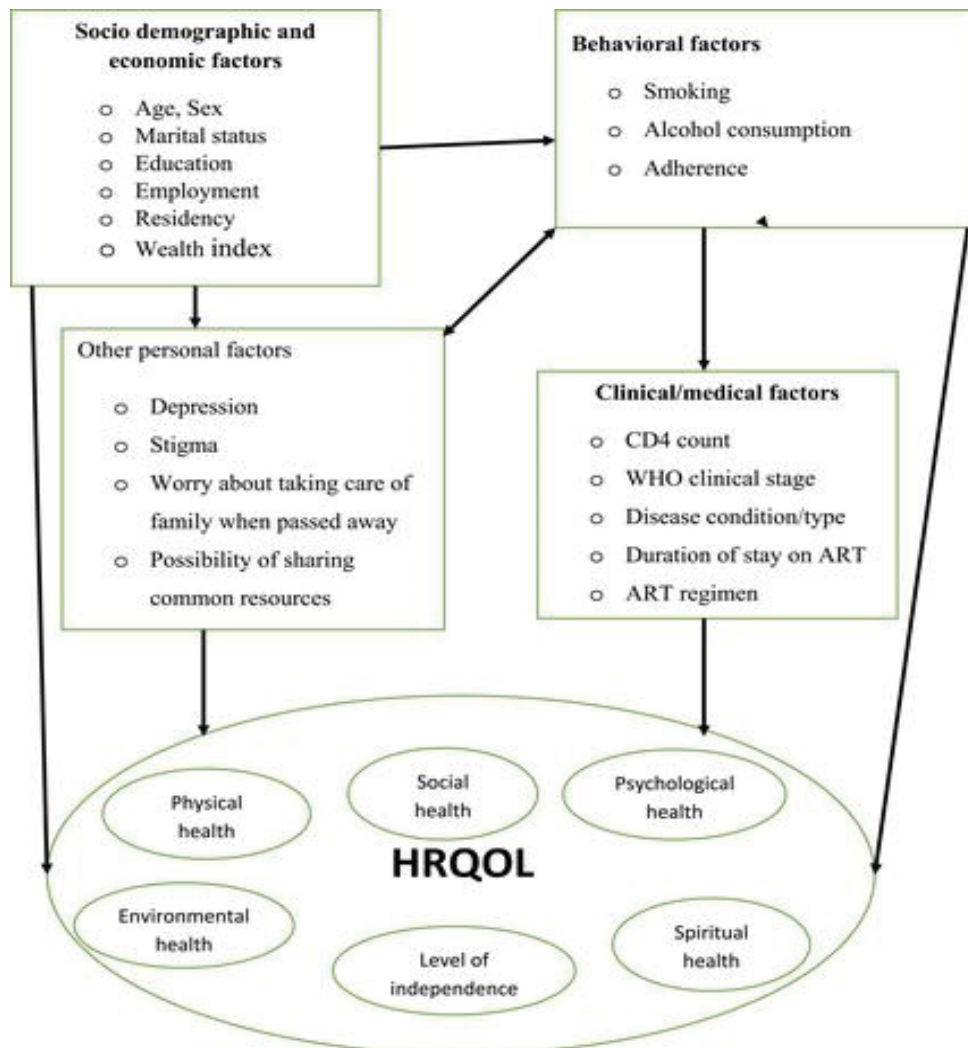 Socio demographic and
economic factors
o Age, Sex
o Marital status
o Education
o Employment
o Residency
o Wealth index
Behavioral factors
o Smoking
o Alcohol consumption
o Adherence
Other personal factors
o Depression
o Stigma
o Worry about taking care of
family when passed away
o Possibility of sharing
common resources
Clinical/medical factors
o CD4 count
o WHO clinical stage
o Disease condition/type
o Duration of stay on ART
o ART regimen
Physical
health
Social
health
Psychological
health
HRQOL
Environmental
health
Level of
independence
Spiritual
health